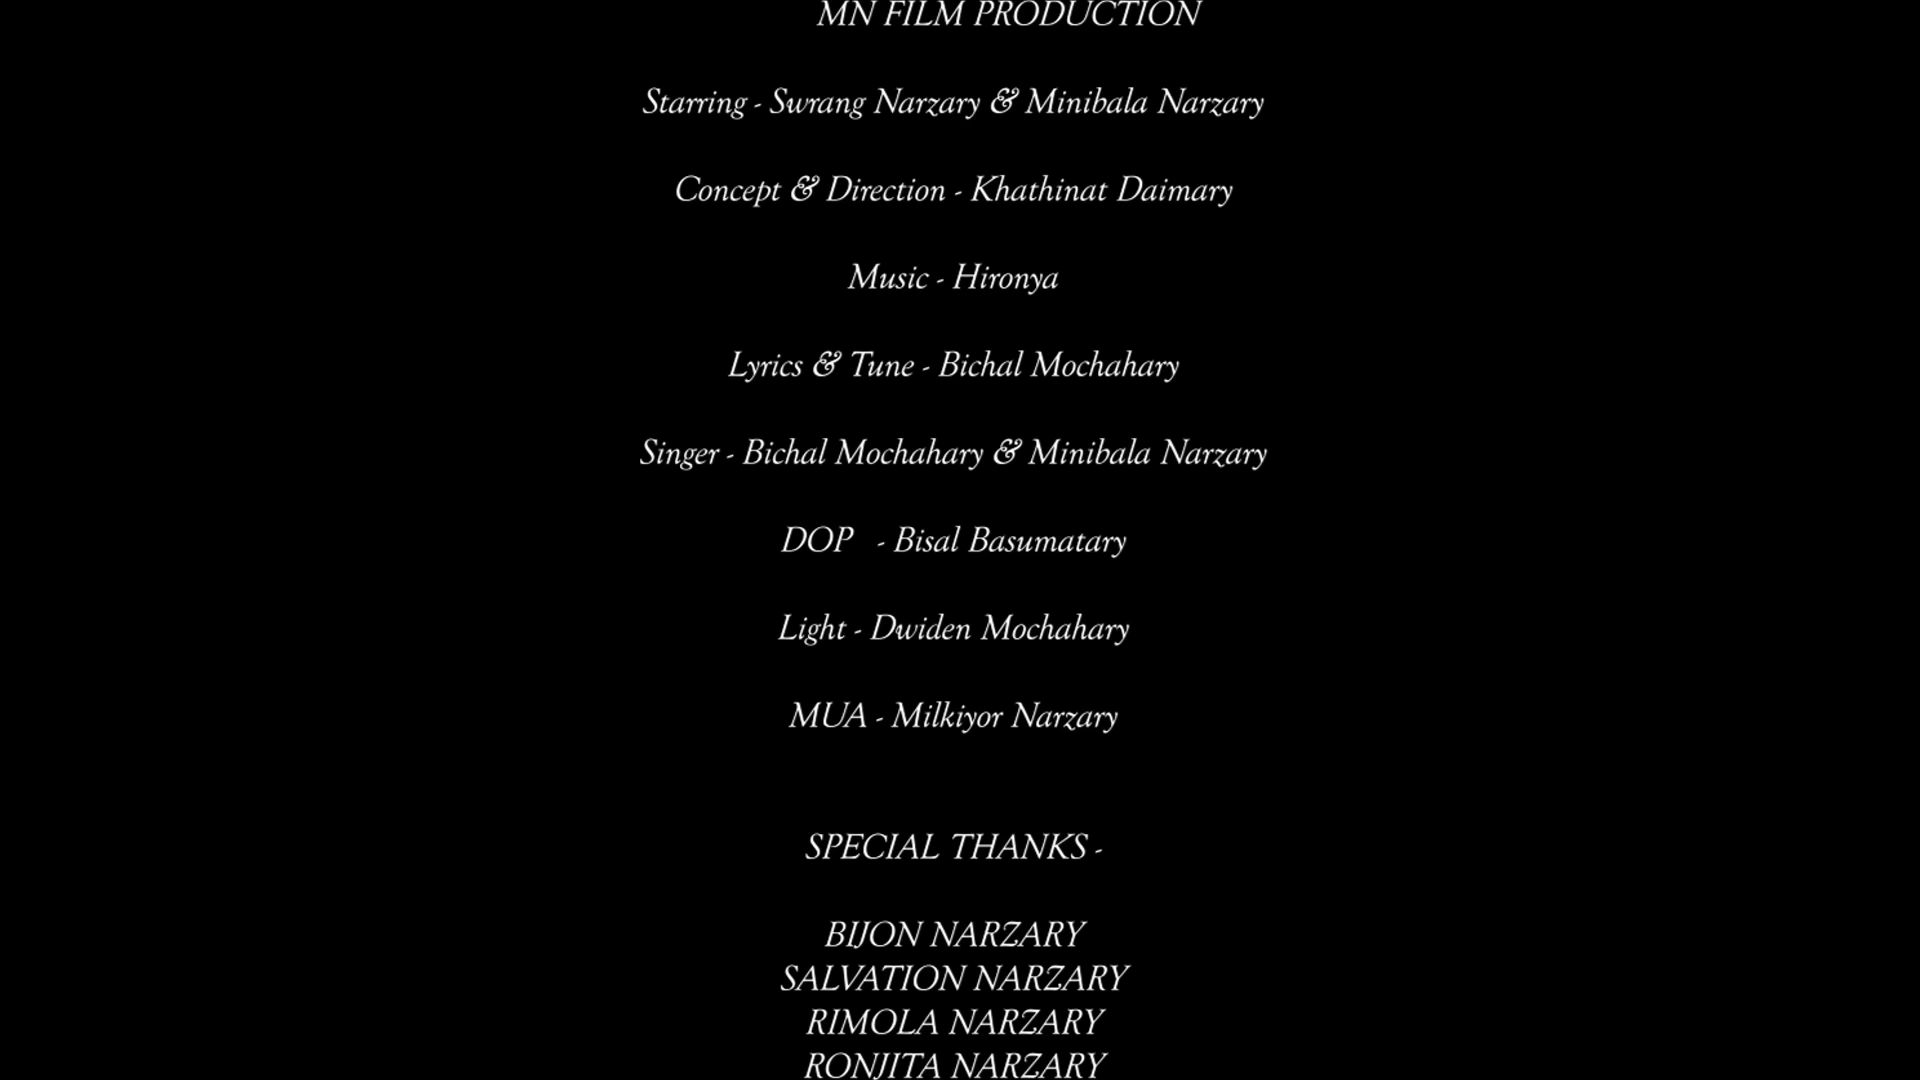 MN FILM PRODUCTION
Starring - Swrang Narzary & Minibala Narzary
Concept & Direction - Khathinat Daimary
Music - Hironya
Lyrics & Tune - Bichal Mochahary
Singer - Bichal Mochahary & Minibala Narzary
DOP - Bisal Basumatary
Light - Dwiden Mochahary
MUA - Milkiyor Narzary
SPECIAL THANKS -
BIJON NARZARY
SALVATION NARZARY
RIMOLA NARZARY
RONJITA NARZARY